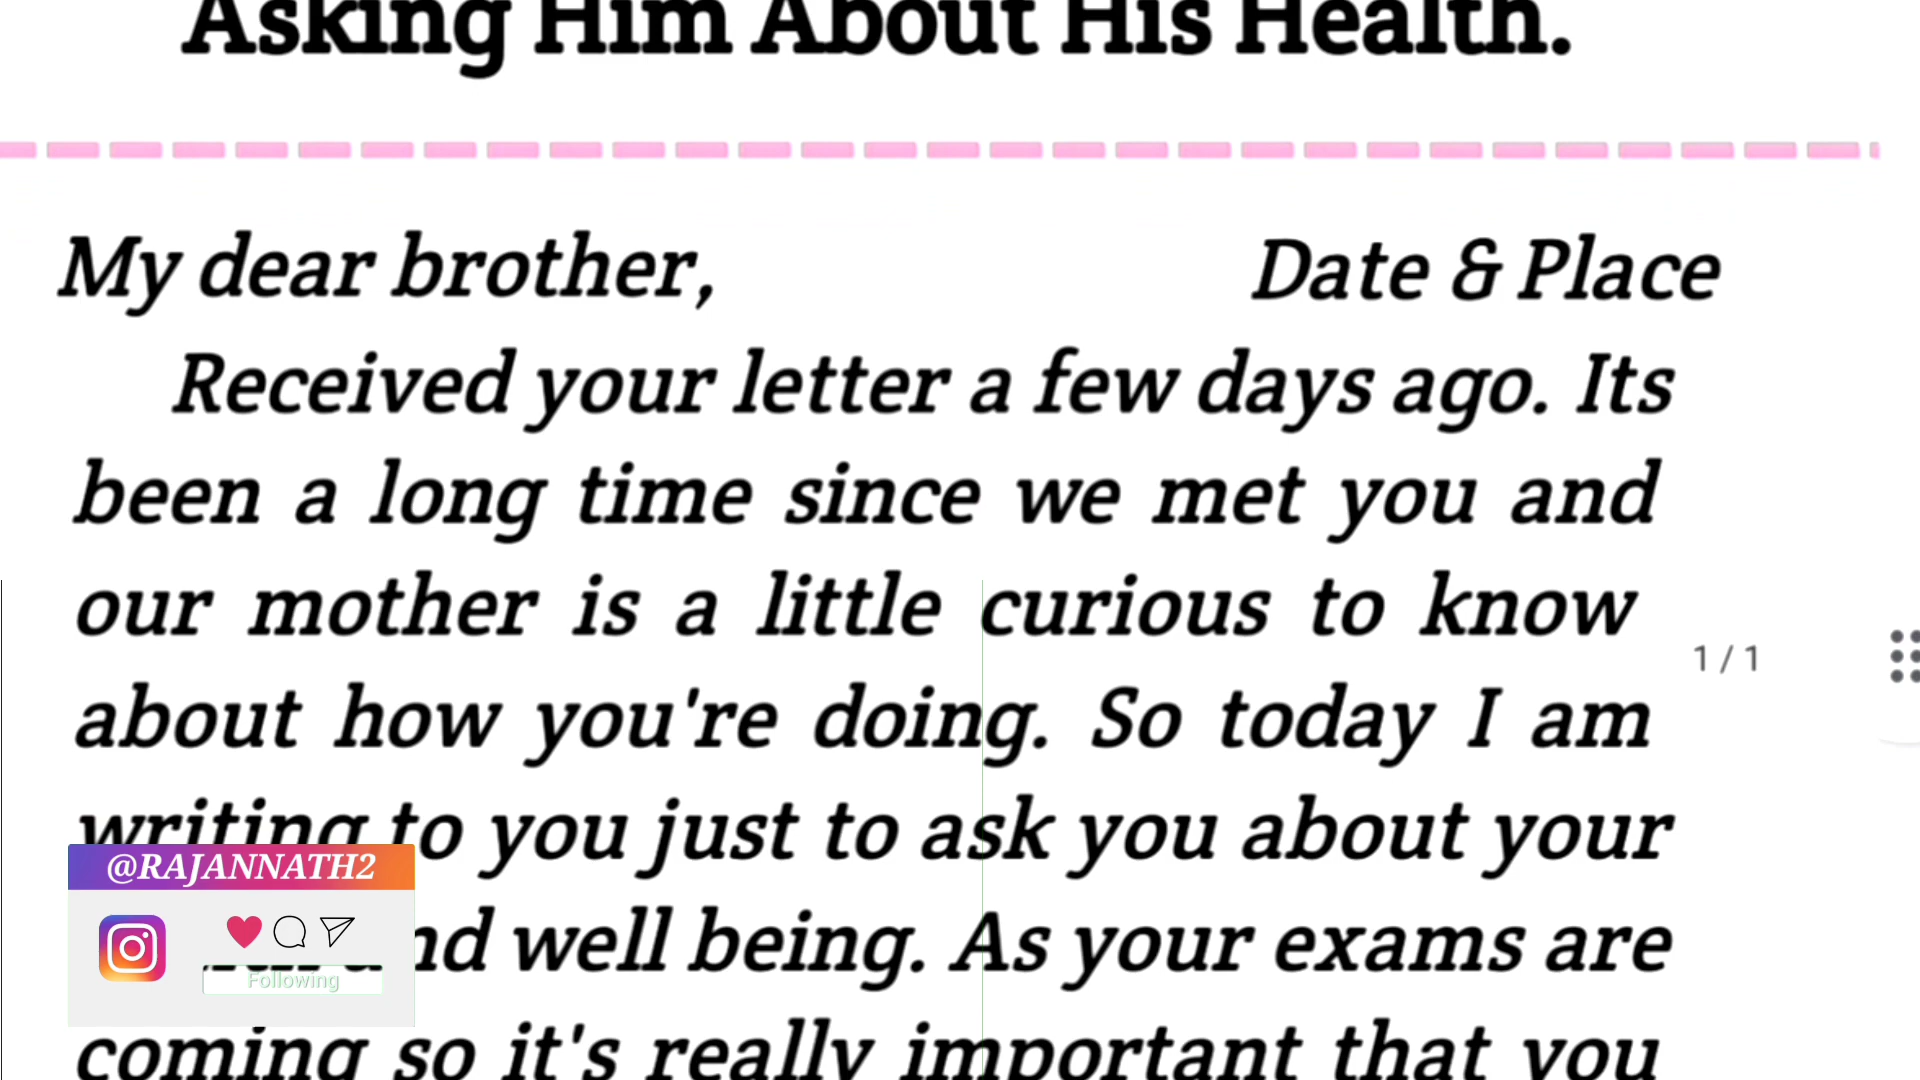 Asking Him About His Health.
My dear brother,
Date & Place
Received your letter a few days ago. Its
been a long time since we met you and
our mother is a little curious to know
1 / 1
about how you're doing. So today I am
writing to you just to ask you about your
@RAJANNATH2
and well being. As your exams are
Following
coming so it's really important that you